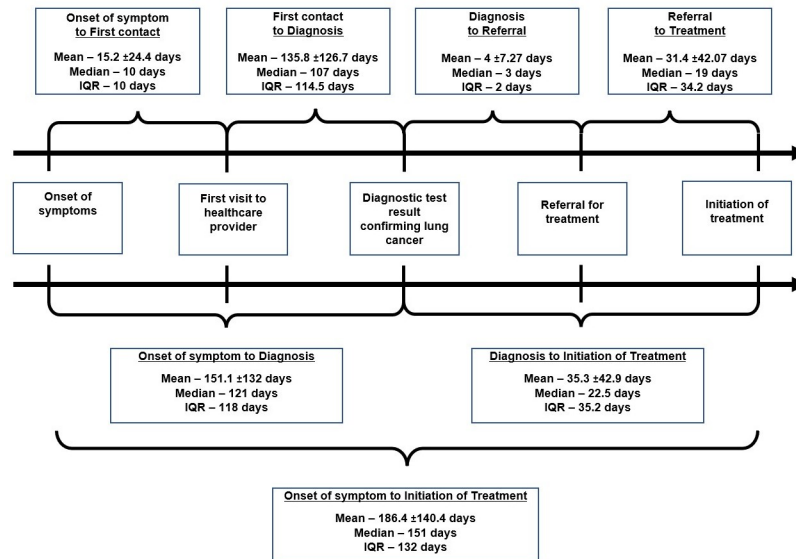 Onset of symptom
to First contact
Mean – 15.2 ±24.4 days
Median – 10 days
IQR – 10 days
First contact
to Diagnosis
Mean – 135.8 ±126.7 days
Median – 107 days
IQR – 114.5 days
Diagnosis
to Referral
Mean – 4 ±7.27 days
Median – 3 days
IQR – 2 days
Referral
to Treatment
Mean – 31.4 ±42.07 days
Median – 19 days
IQR – 34.2 days
Onset of
symptoms
First visit to
healthcare
provider
Diagnostic test
result
confirming lung
cancer
Referral for
treatment
Initiation of
treatment
Onset of symptom to Diagnosis
Mean – 151.1 ±132 days
Median – 121 days
IQR – 118 days
Diagnosis to Initiation of Treatment
Mean – 35.3 ±42.9 days
Median – 22.5 days
IQR – 35.2 days
Onset of symptom to Initiation of Treatment
Mean – 186.4 ±140.4 days
Median – 151 days
IQR – 132 days